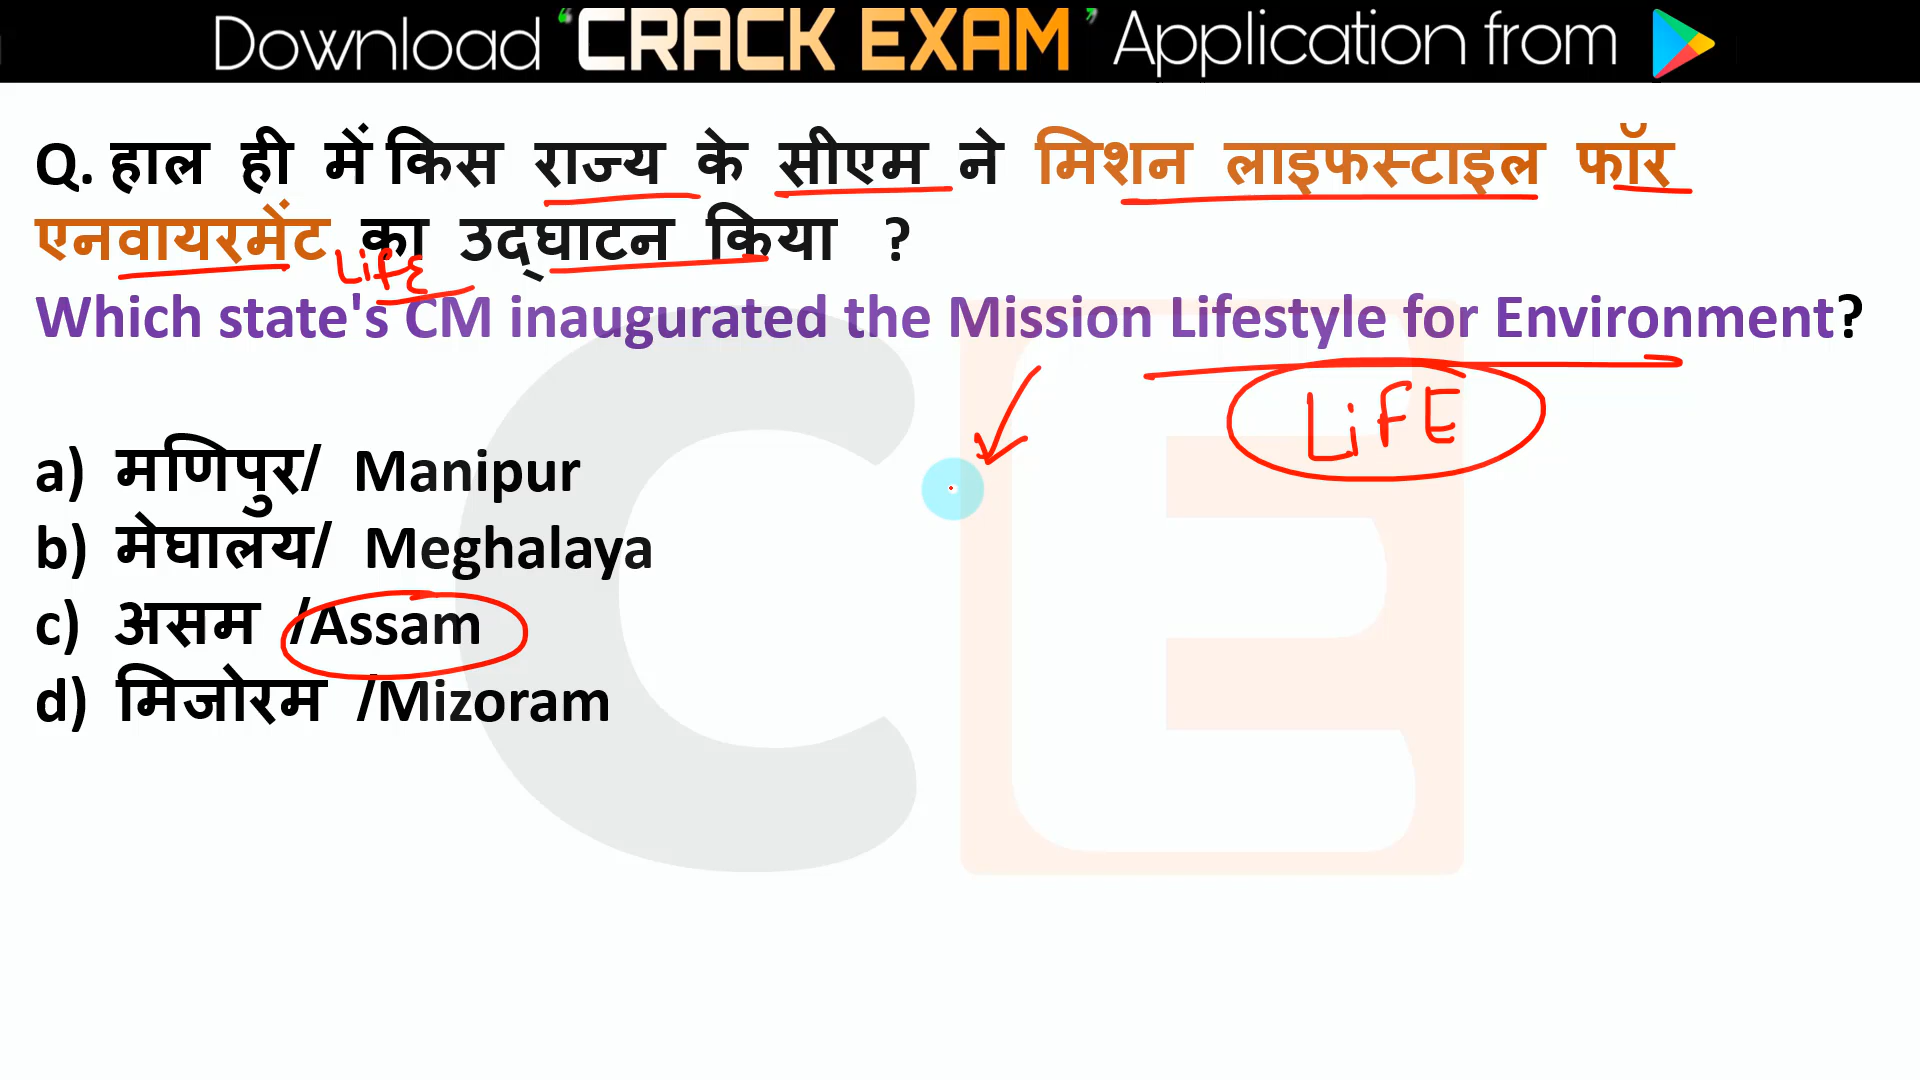 Download 'CRACK EXAM' Application from
Q. हाल ही में किस राज्य के सीएम ने मिशन लाइफस्टाइल फॉर
एनवायरमेंट का उद्घाटन किया ?
LifE
Which state's CM inaugurated the Mission Lifestyle for Environment?
LifE
a) मणिपुर/ Manipur
b) मेघालय/ Meghalaya
c) असम /Assam
d) मिजोरम /Mizoram
CE